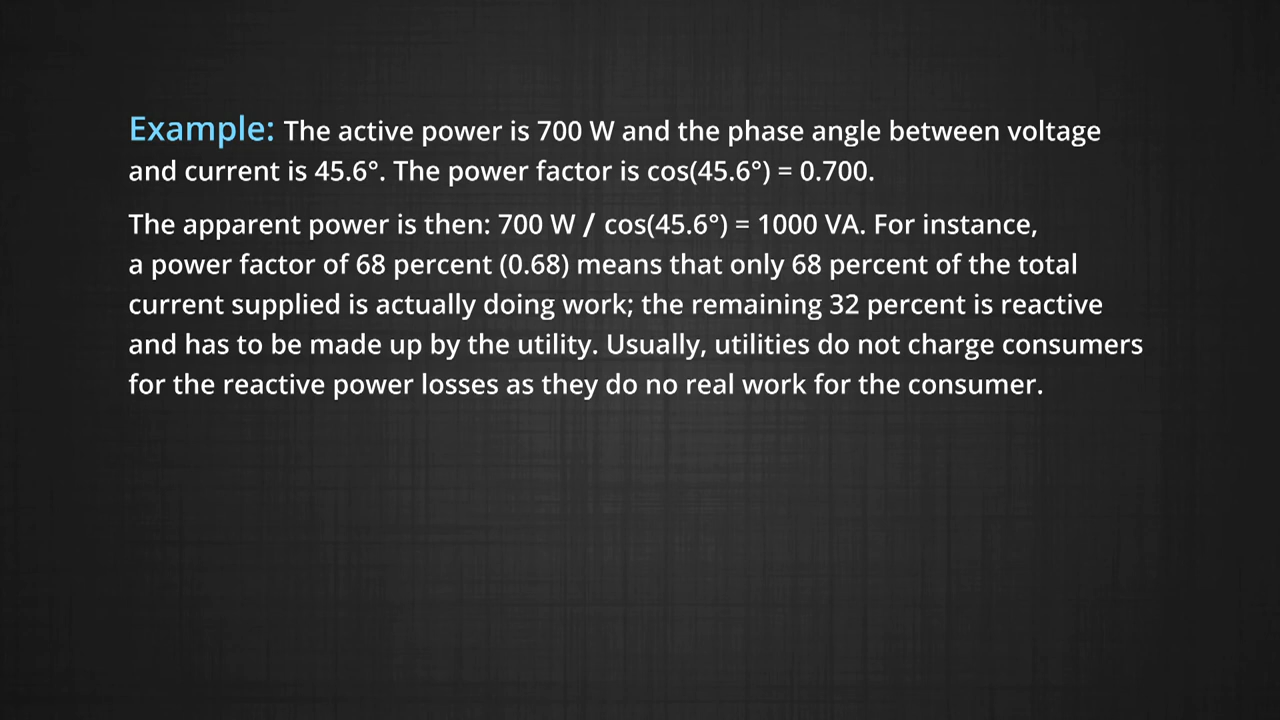 Example: The active power is 700 W and the phase angle between voltage
and current is 45.6°. The power factor is cos(45.6°) = 0.700.
The apparent power is then: 700 W / cos(45.6°) = 1000 VA. For instance,
a power factor of 68 percent (0.68) means that only 68 percent of the total
current supplied is actually doing work; the remaining 32 percent is reactive
and has to be made up by the utility. Usually, utilities do not charge consumers
for the reactive power losses as they do no real work for the consumer.